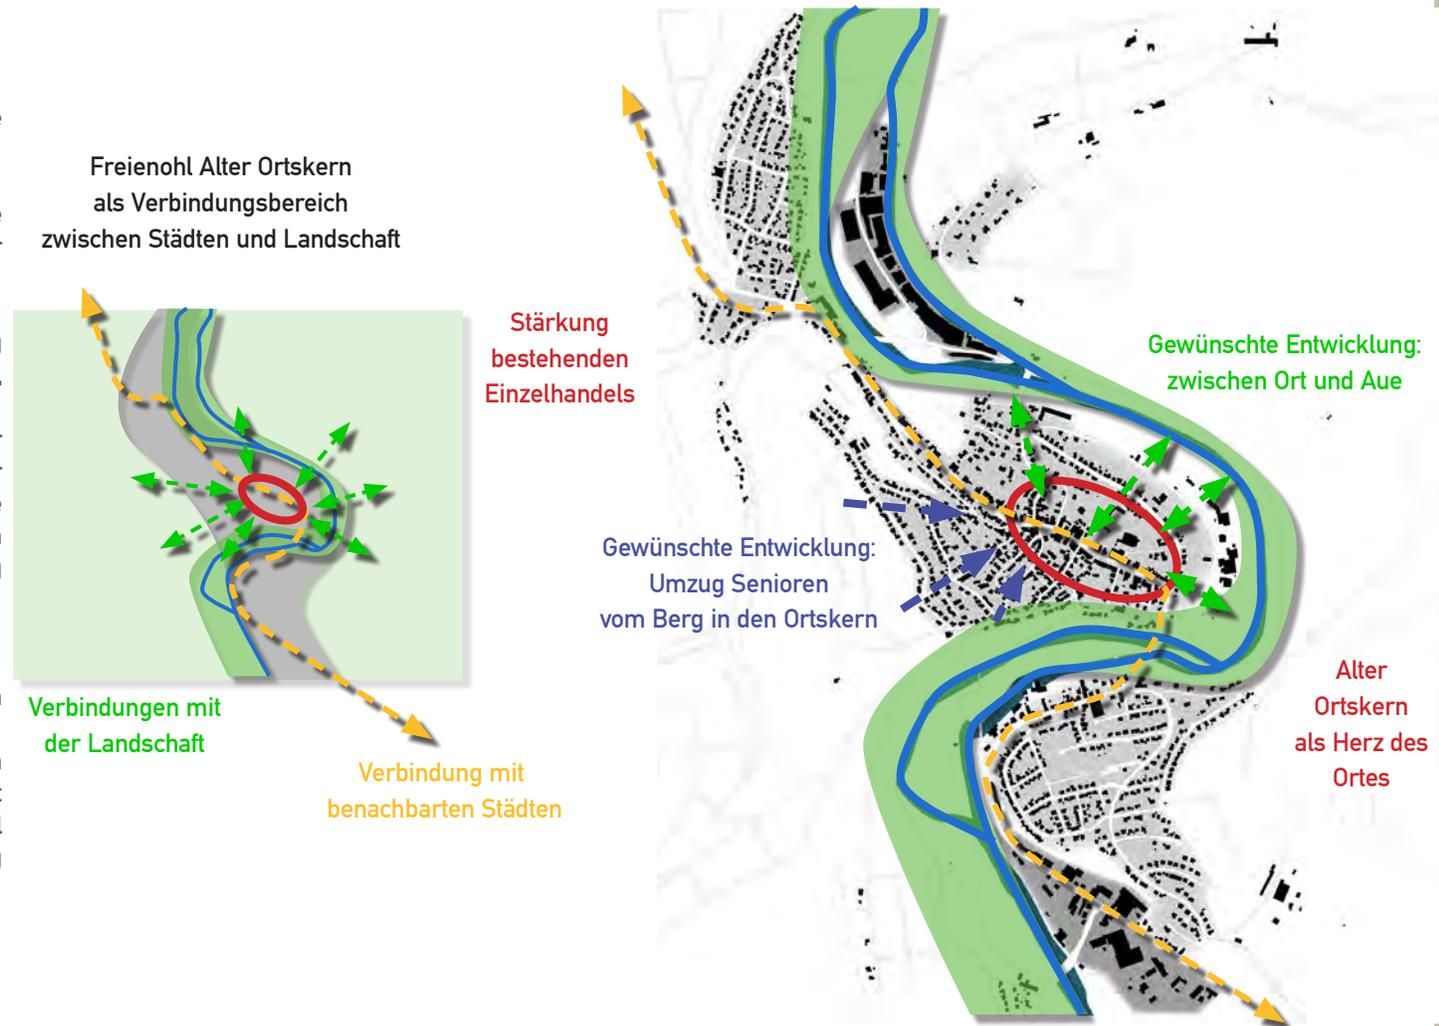 Freienohl Alter Ortskern
als Verbindungsbereich
zwischen Städten und Landschaft
Stärkung
bestehenden
Einzelhandels
Verbindungen mit
der Landschaft
Verbindung mit
benachbarten Städten
Gewünschte Entwicklung:
zwischen Ort und Aue
Gewünschte Entwicklung:
Umzug Senioren
vom Berg in den Ortskern
Alter
Ortskern
als Herz des
Ortes